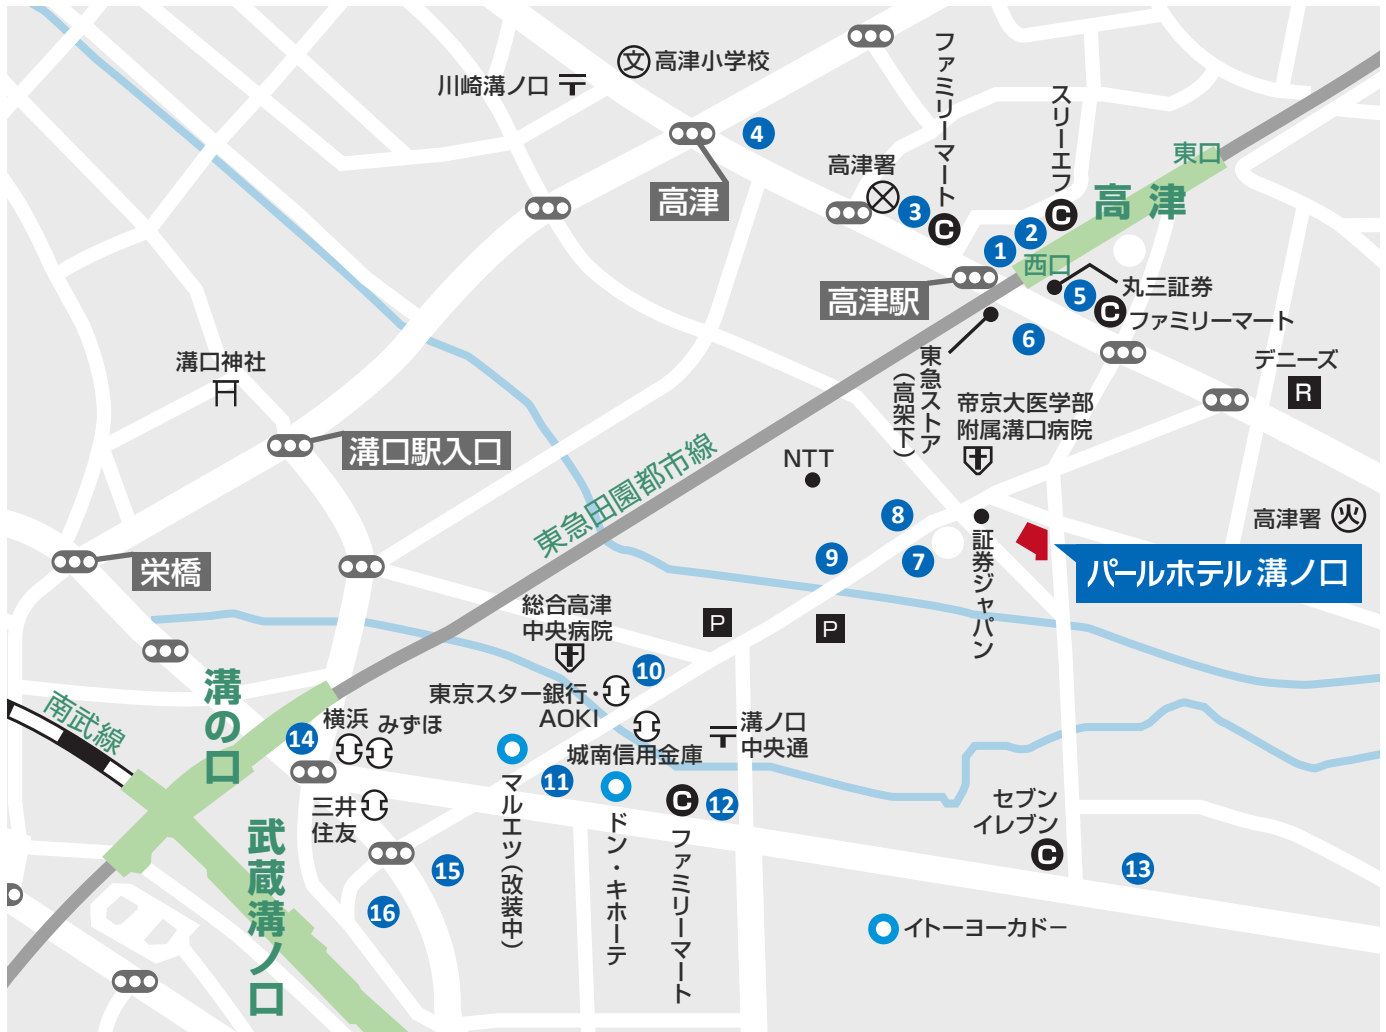 川崎溝ノ口
文
高津小学校
ファミリーマート
スリーエフ
4
東口
高津
高津署
高津
3
C
C
2
1
西口
高津駅
丸三証券
5
C
ファミリーマート
6
東急ストア
(高架下)
デニーズ
R
溝口神社
帝京大医学部
附属溝口病院
溝口駅入口
東急田園都市線
NTT
8
高津署
火
証券ジャパン
9
7
パールホテル溝ノ口
栄橋
総合高津
中央病院
P
P
10
東京スター銀行・
AOKI
溝の口
南武線
横浜
みずほ
14
溝ノ口
中央通
城南信用金庫
マルエツ(改装中)
11
ドン・キホーテ
C
ファミリーマート
12
三井
住友
武蔵溝ノ口
セブン
イレブン
C
13
15
16
イトーヨーカドー